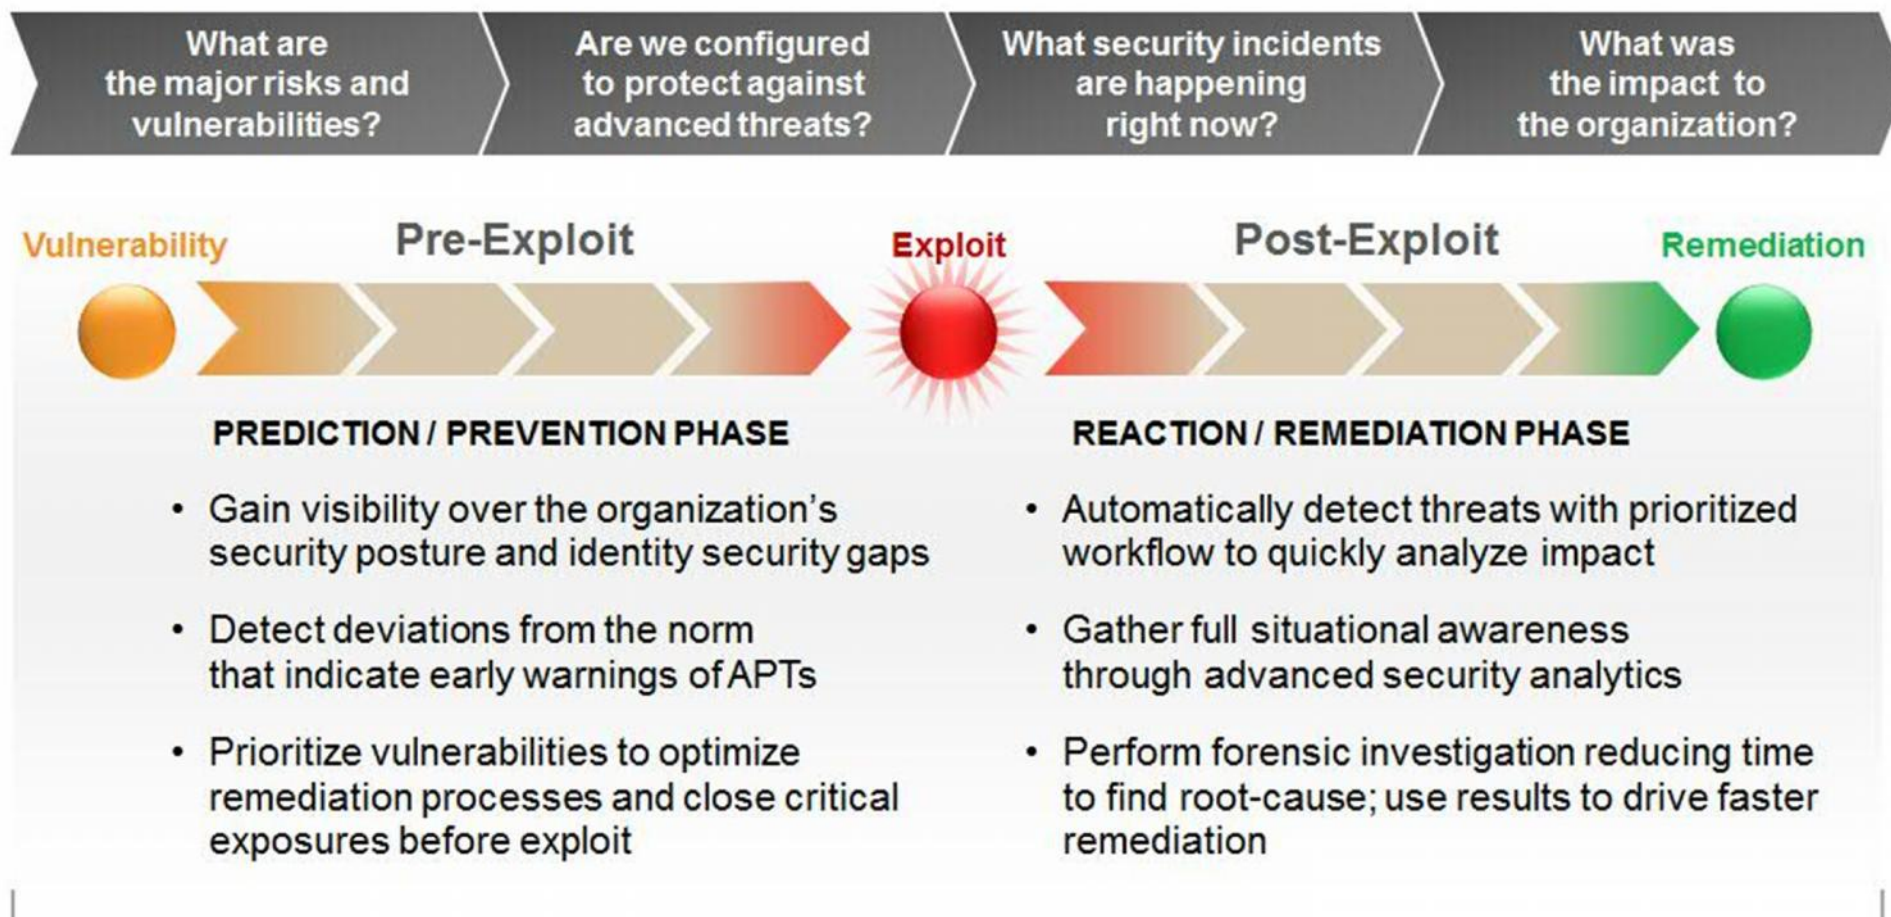 What are
the major risks and
vulnerabilities?
Are we configured
to protect against
advanced threats?
What security incidents
are happening
right now?
What was
the impact to
the organization?
Vulnerability
Pre-Exploit
Exploit
Post-Exploit
Remediation
PREDICTION / PREVENTION PHASE
• Gain visibility over the organization's
security posture and identity security gaps
• Detect deviations from the norm
that indicate early warnings of APTs
• Prioritize vulnerabilities to optimize
remediation processes and close critical
exposures before exploit
REACTION / REMEDIATION PHASE
• Automatically detect threats with prioritized
workflow to quickly analyze impact
• Gather full situational awareness
through advanced security analytics
• Perform forensic investigation reducing time
to find root-cause; use results to drive faster
remediation